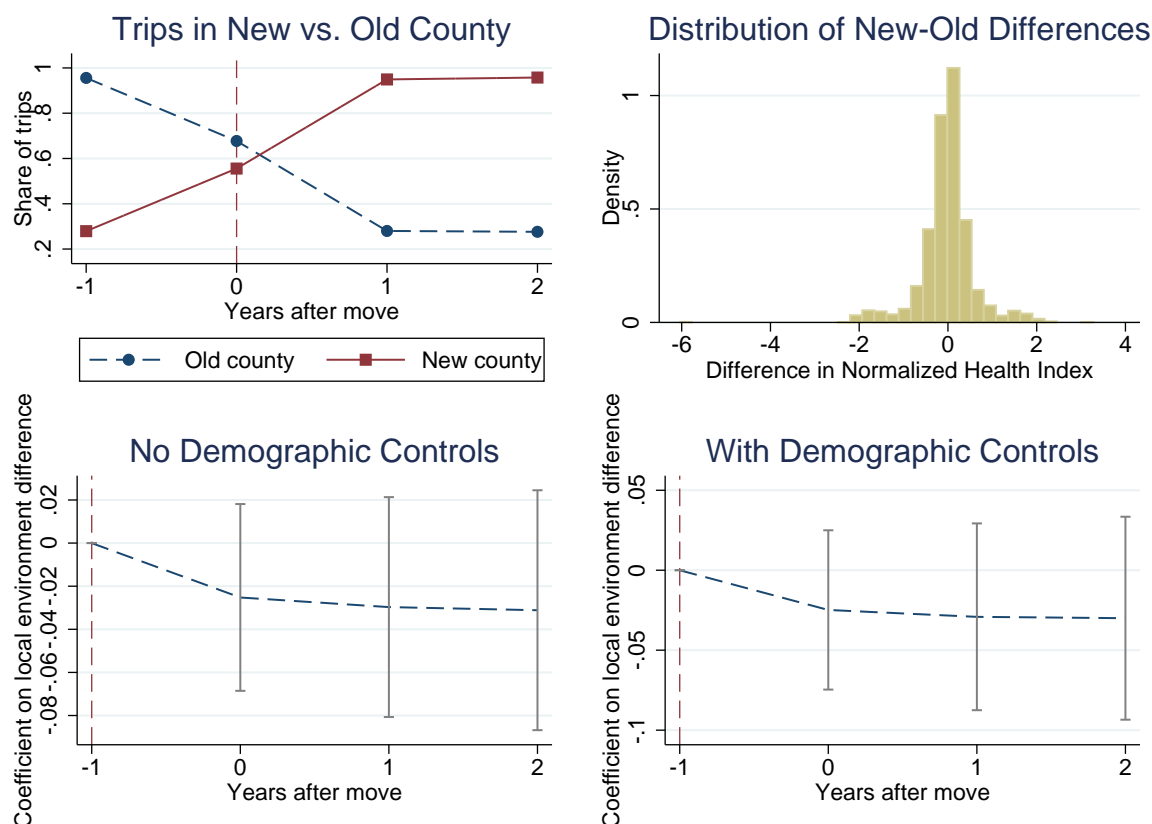 Trips in New vs. Old County
Share of trips
1
.8
.6
.4
.2
-1 0 1 2
Years after move
Old county New county
Distribution of New-Old Differences
Density
1
.5
0
-6 -4 -2 0 2 4
Difference in Normalized Health Index
No Demographic Controls
Coefficient on local environment difference
.02
0
-.02
-.04
-.06
-.08
-1 0 1 2
Years after move
With Demographic Controls
Coefficient on local environment difference
.05
0
-.05
-.1
-1 0 1 2
Years after move